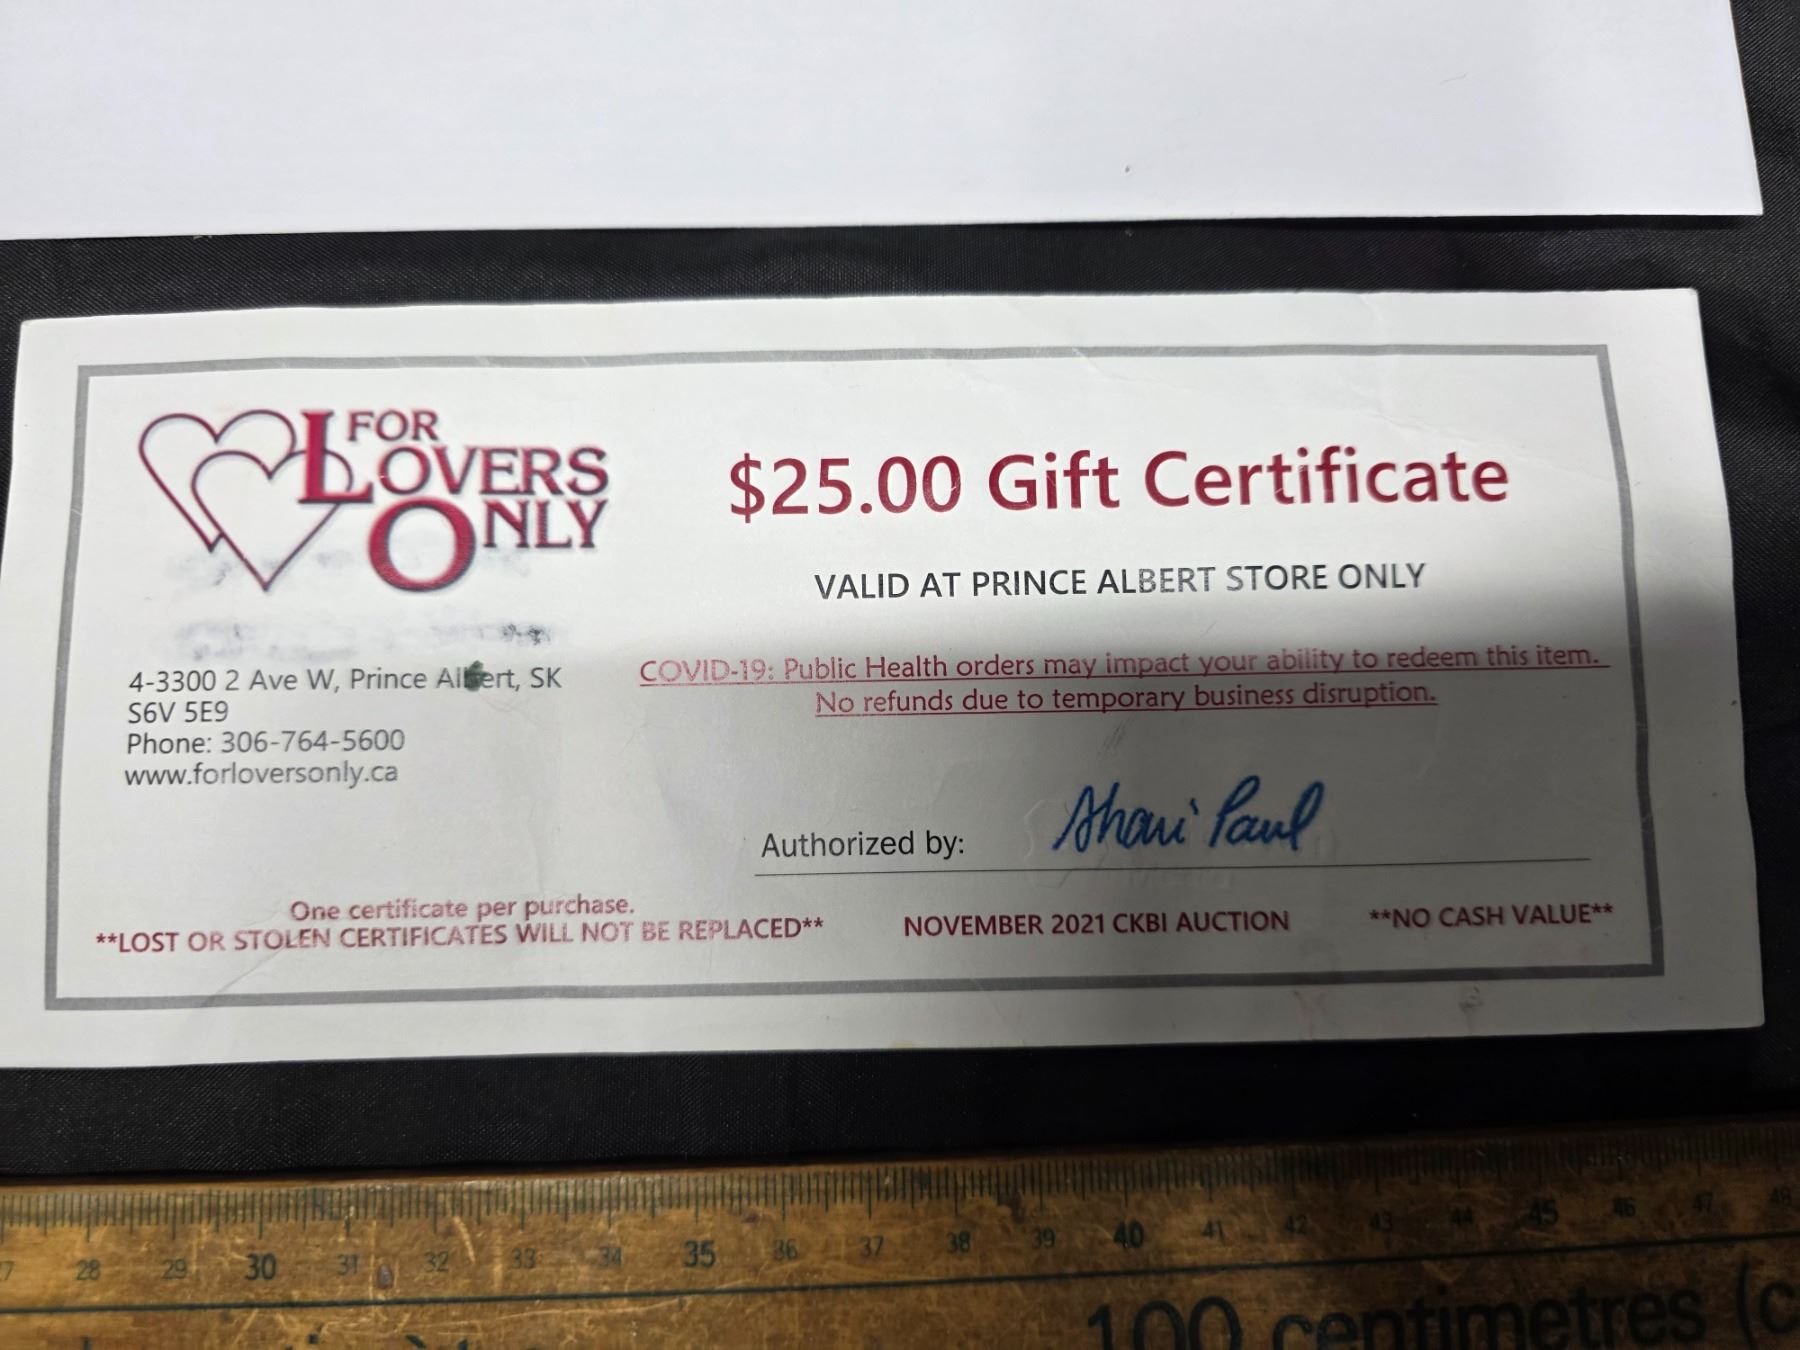 FOR
LOVERS
ONLY
$25.00 Gift Certificate
VALID AT PRINCE ALBERT STORE ONLY
4-3300 2 Ave W, Prince Albert, SK
S6V 5E9
Phone: 306-764-5600
www.forloversonly.ca
COVID-19: Public Health orders may impact your ability to redeem this item.
No refunds due to temporary business disruption.
Authorized by: Shari Paul
One certificate per purchase.
**LOST OR STOLEN CERTIFICATES WILL NOT BE REPLACED** NOVEMBER 2021 CKBI AUCTION **NO CASH VALUE**
28 29 30 31 32 33 34 35 36 37 38 39 40 41 42 43 44 45 46 47 48
100 centimetres (c